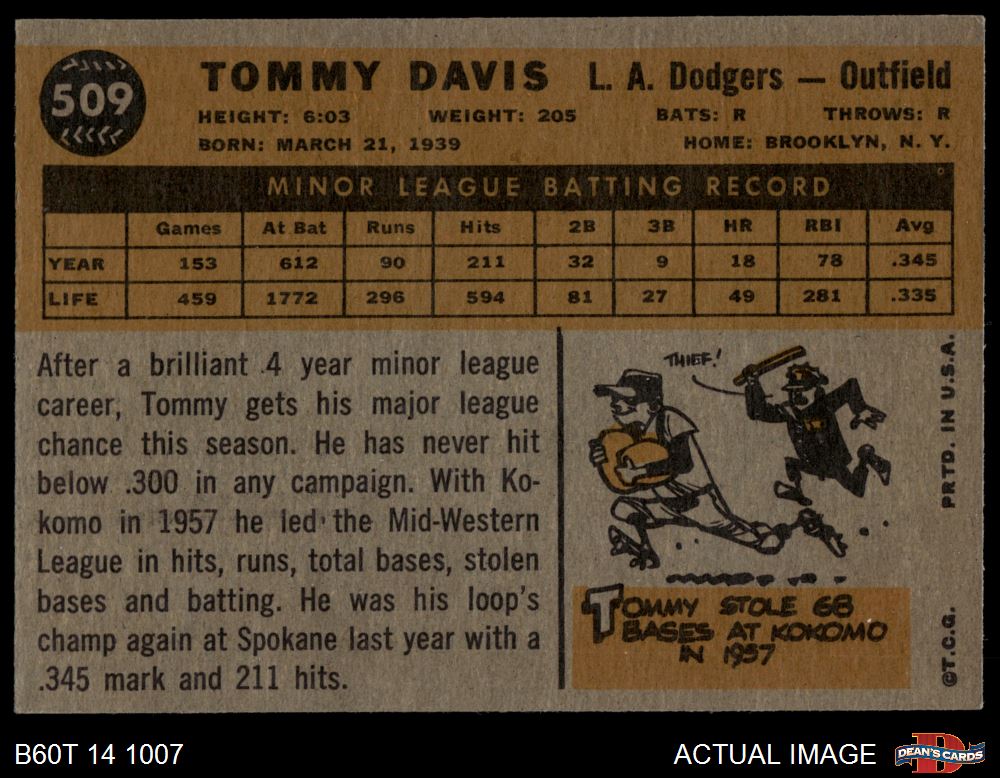 509
TOMMY DAVIS L. A. Dodgers — Outfield
HEIGHT: 6:03 WEIGHT: 205 BATS: R THROWS: R
BORN: MARCH 21, 1939 HOME: BROOKLYN, N. Y.
MINOR LEAGUE BATTING RECORD
Games At Bat Runs Hits 2B 3B HR RBI Avg
YEAR 153 612 90 211 32 9 18 78 .345
LIFE 459 1772 296 594 81 27 49 281 .335
After a brilliant 4 year minor league
career, Tommy gets his major league
chance this season. He has never hit
below .300 in any campaign. With Ko-
komo in 1957 he led the Mid-Western
League in hits, runs, total bases, stolen
bases and batting. He was his loop's
champ again at Spokane last year with a
.345 mark and 211 hits.
THIEF!
TOMMY STOLE 68
BASES AT KOKOMO
IN 1957
©T.C.G. PRTD. IN U.S.A.
B60T 14 1007 ACTUAL IMAGE
DEAN'S CARDS